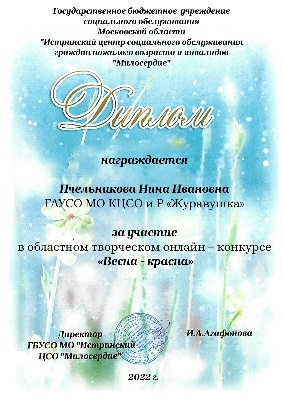 Государственное бюджетное учреждение
социального обслуживания
Московской области
"Истринский центр социального обслуживания
граждан пожилого возраста и инвалидов
"Милосердие"
Диплом
награждается
Пчельникова Нина Ивановна
ГАУСО МО КЦСО и Р «Журавушка»
за участие
в областном творческом онлайн – конкурсе
«Весна - красна»
Директор И.А.Агафонова
ГБУСО МО "Истринский
ЦСО "Милосердие"
2022 г.